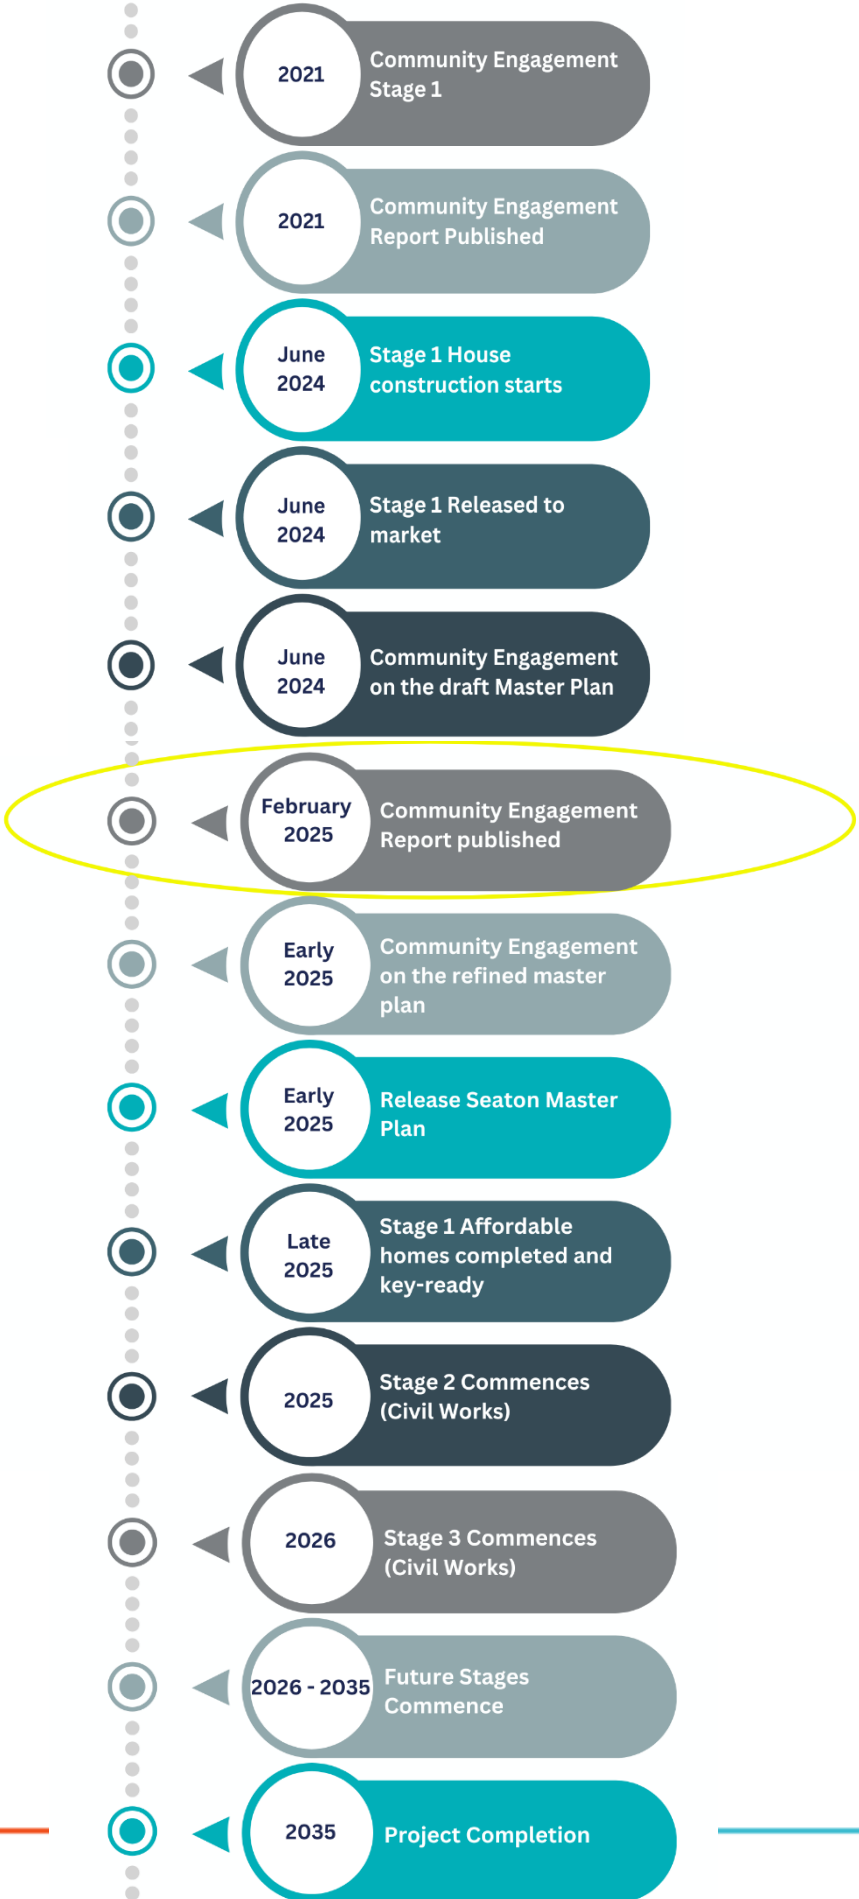 2021
Community Engagement
Stage 1
2021
Community Engagement
Report Published
June
2024
Stage 1 House
construction starts
June
2024
Stage 1 Released to
market
June
2024
Community Engagement
on the draft Master Plan
February
2025
Community Engagement
Report published
Early
2025
Community Engagement
on the refined master
plan
Early
2025
Release Seaton Master
Plan
Late
2025
Stage 1 Affordable
homes completed and
key-ready
2025
Stage 2 Commences
(Civil Works)
2026
Stage 3 Commences
(Civil Works)
2026 - 2035
Future Stages
Commence
2035
Project Completion